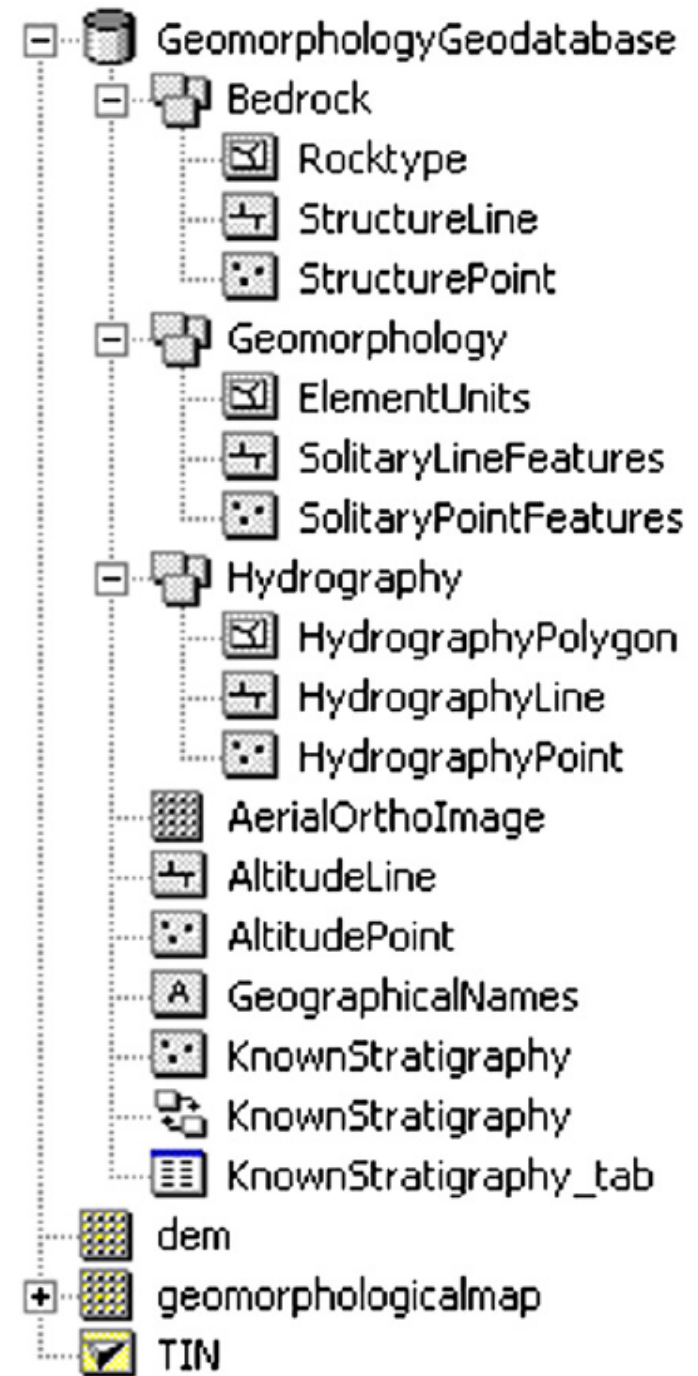 GeomorphologyGeodatabase
Bedrock
Rocktype
StructureLine
StructurePoint
Geomorphology
ElementUnits
SolitaryLineFeatures
SolitaryPointFeatures
Hydrography
HydrographyPolygon
HydrographyLine
HydrographyPoint
AerialOrthoImage
AltitudeLine
AltitudePoint
A GeographicalNames
KnownStratigraphy
KnownStratigraphy
KnownStratigraphy_tab
dem
geomorphologicalmap
TIN